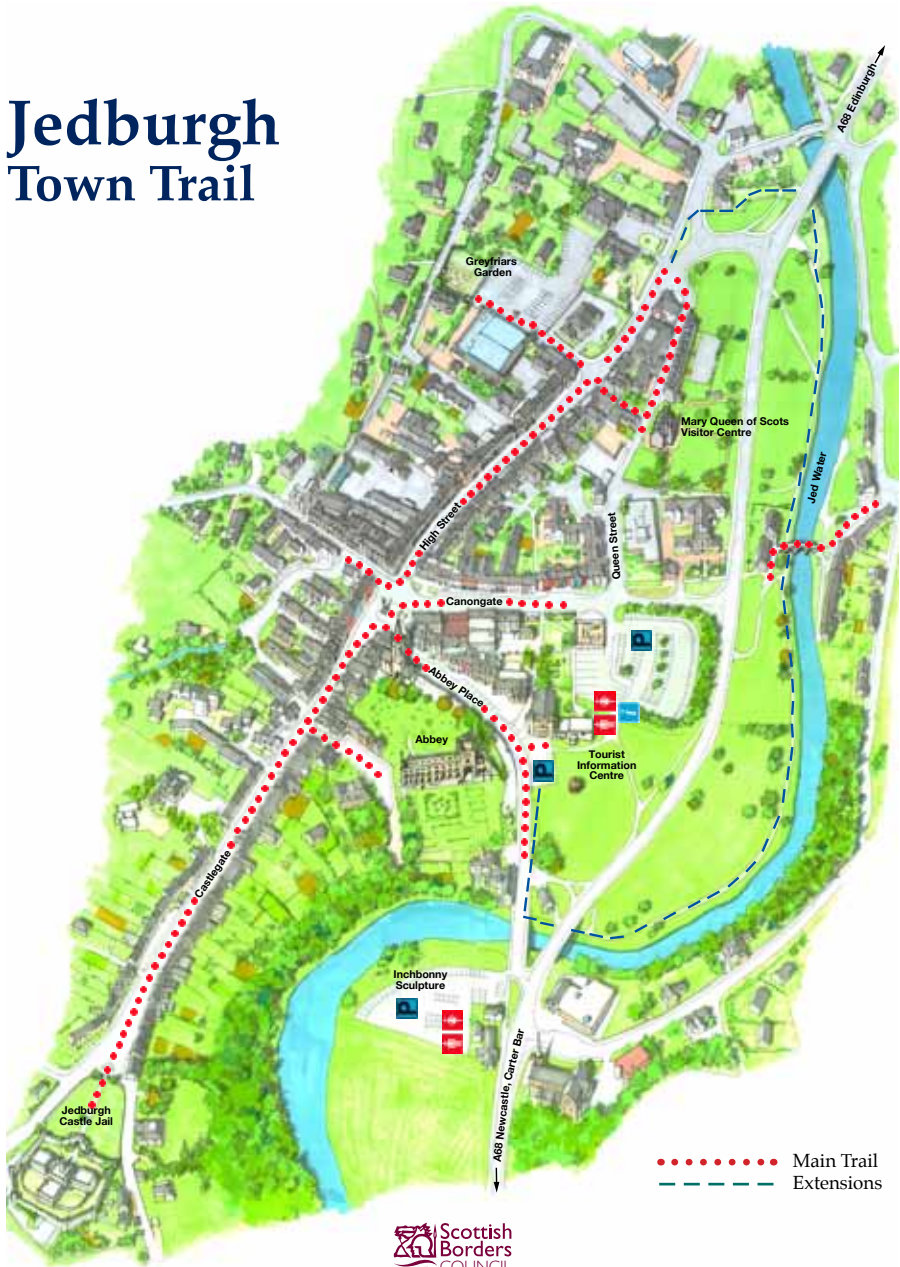 Jedburgh
Town Trail
A68 Edinburgh
Greyfriars
Garden
Mary Queen of Scots
Visitor Centre
Jed Water
High Street
Queen Street
Canongate
Abbey Place
P
i
Abbey
Tourist
Information
Centre
P
Castlegate
Inchbonny
Sculpture
P
A68 Newcastle, Carter Bar
Jedburgh
Castle Jail
Main Trail
Extensions
Scottish
Borders
COUNCIL